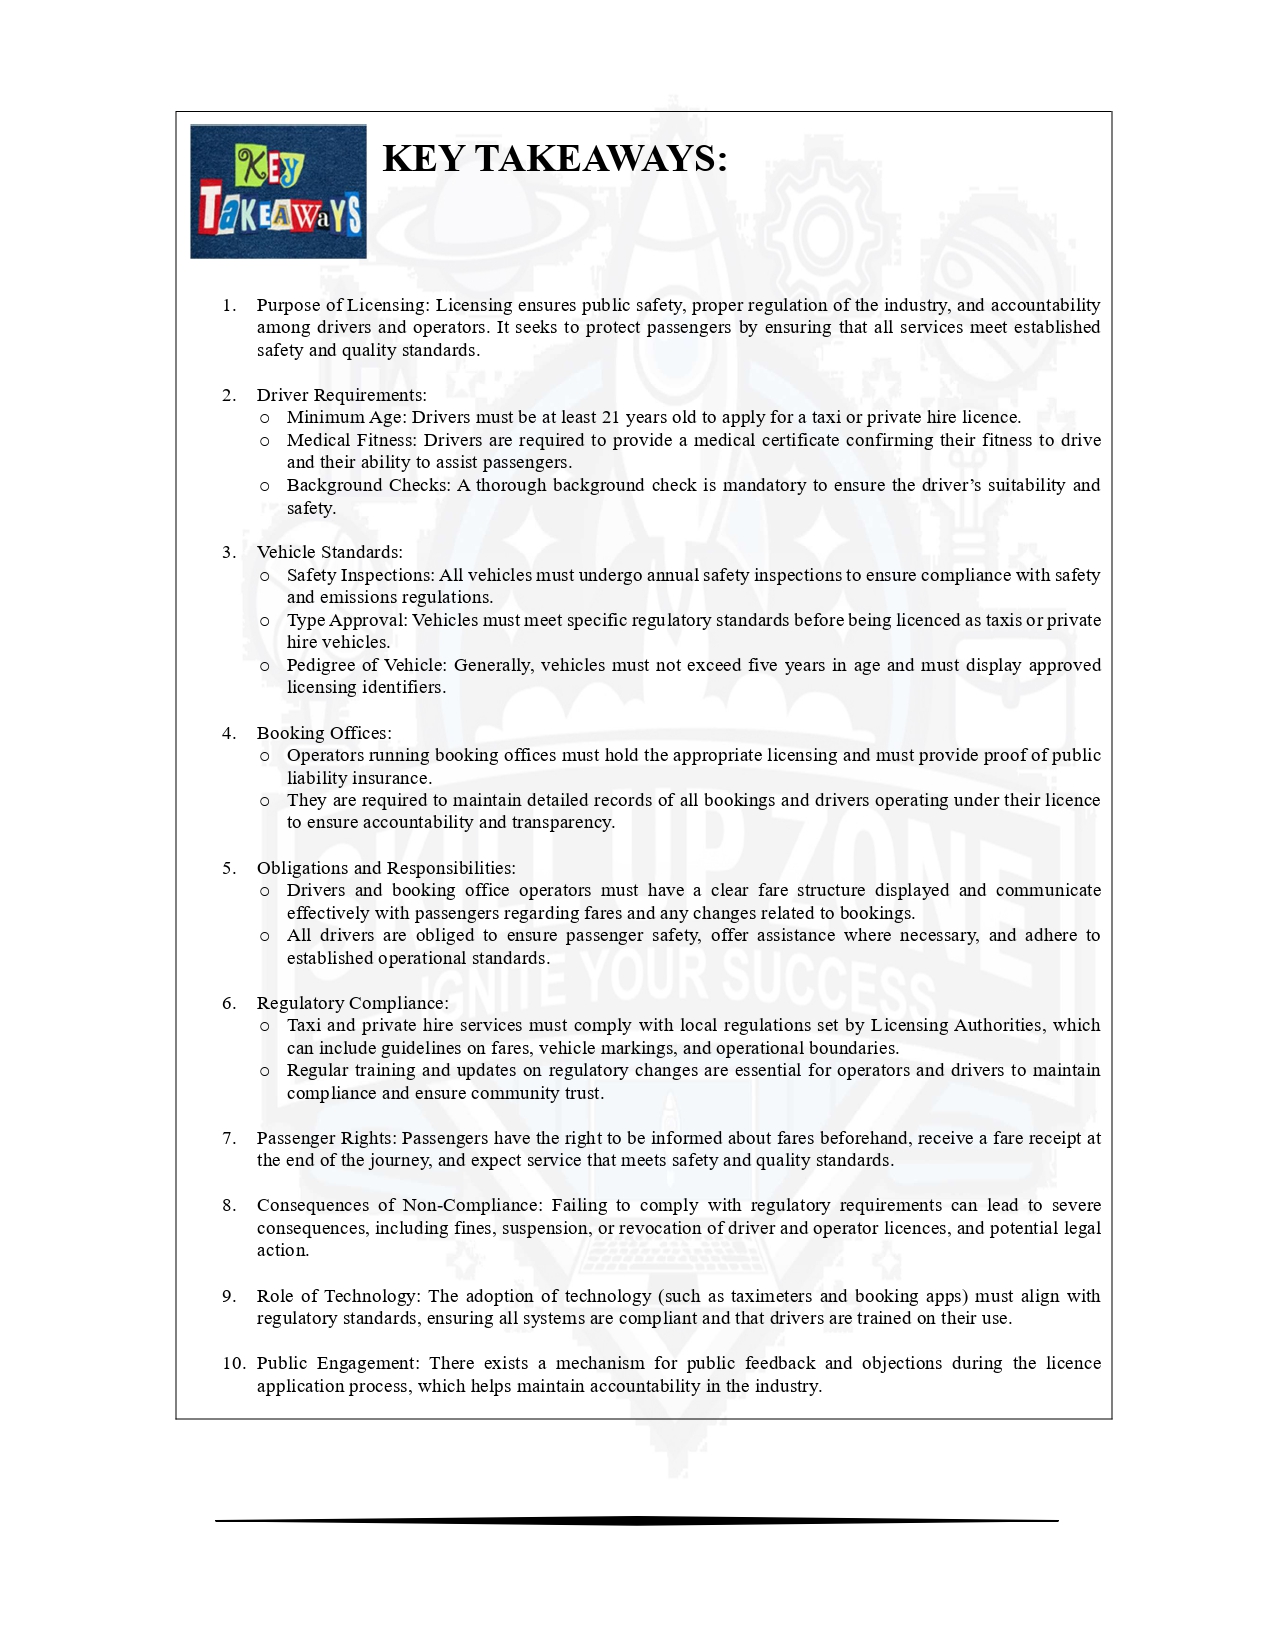 KEY TAKEAWAYS
KEY TAKEAWAYS:
1. Purpose of Licensing: Licensing ensures public safety, proper regulation of the industry, and accountability
among drivers and operators. It seeks to protect passengers by ensuring that all services meet established
safety and quality standards.
2. Driver Requirements:
o Minimum Age: Drivers must be at least 21 years old to apply for a taxi or private hire licence.
o Medical Fitness: Drivers are required to provide a medical certificate confirming their fitness to drive
and their ability to assist passengers.
o Background Checks: A thorough background check is mandatory to ensure the driver’s suitability and
safety.
3. Vehicle Standards:
o Safety Inspections: All vehicles must undergo annual safety inspections to ensure compliance with safety
and emissions regulations.
o Type Approval: Vehicles must meet specific regulatory standards before being licenced as taxis or private
hire vehicles.
o Pedigree of Vehicle: Generally, vehicles must not exceed five years in age and must display approved
licensing identifiers.
4. Booking Offices:
o Operators running booking offices must hold the appropriate licensing and must provide proof of public
liability insurance.
o They are required to maintain detailed records of all bookings and drivers operating under their licence
to ensure accountability and transparency.
5. Obligations and Responsibilities:
o Drivers and booking office operators must have a clear fare structure displayed and communicate
effectively with passengers regarding fares and any changes related to bookings.
o All drivers are obliged to ensure passenger safety, offer assistance where necessary, and adhere to
established operational standards.
6. Regulatory Compliance:
o Taxi and private hire services must comply with local regulations set by Licensing Authorities, which
can include guidelines on fares, vehicle markings, and operational boundaries.
o Regular training and updates on regulatory changes are essential for operators and drivers to maintain
compliance and ensure community trust.
7. Passenger Rights: Passengers have the right to be informed about fares beforehand, receive a fare receipt at
the end of the journey, and expect service that meets safety and quality standards.
8. Consequences of Non-Compliance: Failing to comply with regulatory requirements can lead to severe
consequences, including fines, suspension, or revocation of driver and operator licences, and potential legal
action.
9. Role of Technology: The adoption of technology (such as taximeters and booking apps) must align with
regulatory standards, ensuring all systems are compliant and that drivers are trained on their use.
10. Public Engagement: There exists a mechanism for public feedback and objections during the licence
application process, which helps maintain accountability in the industry.
SKILL UP ZONE
IGNITE YOUR SUCCESS